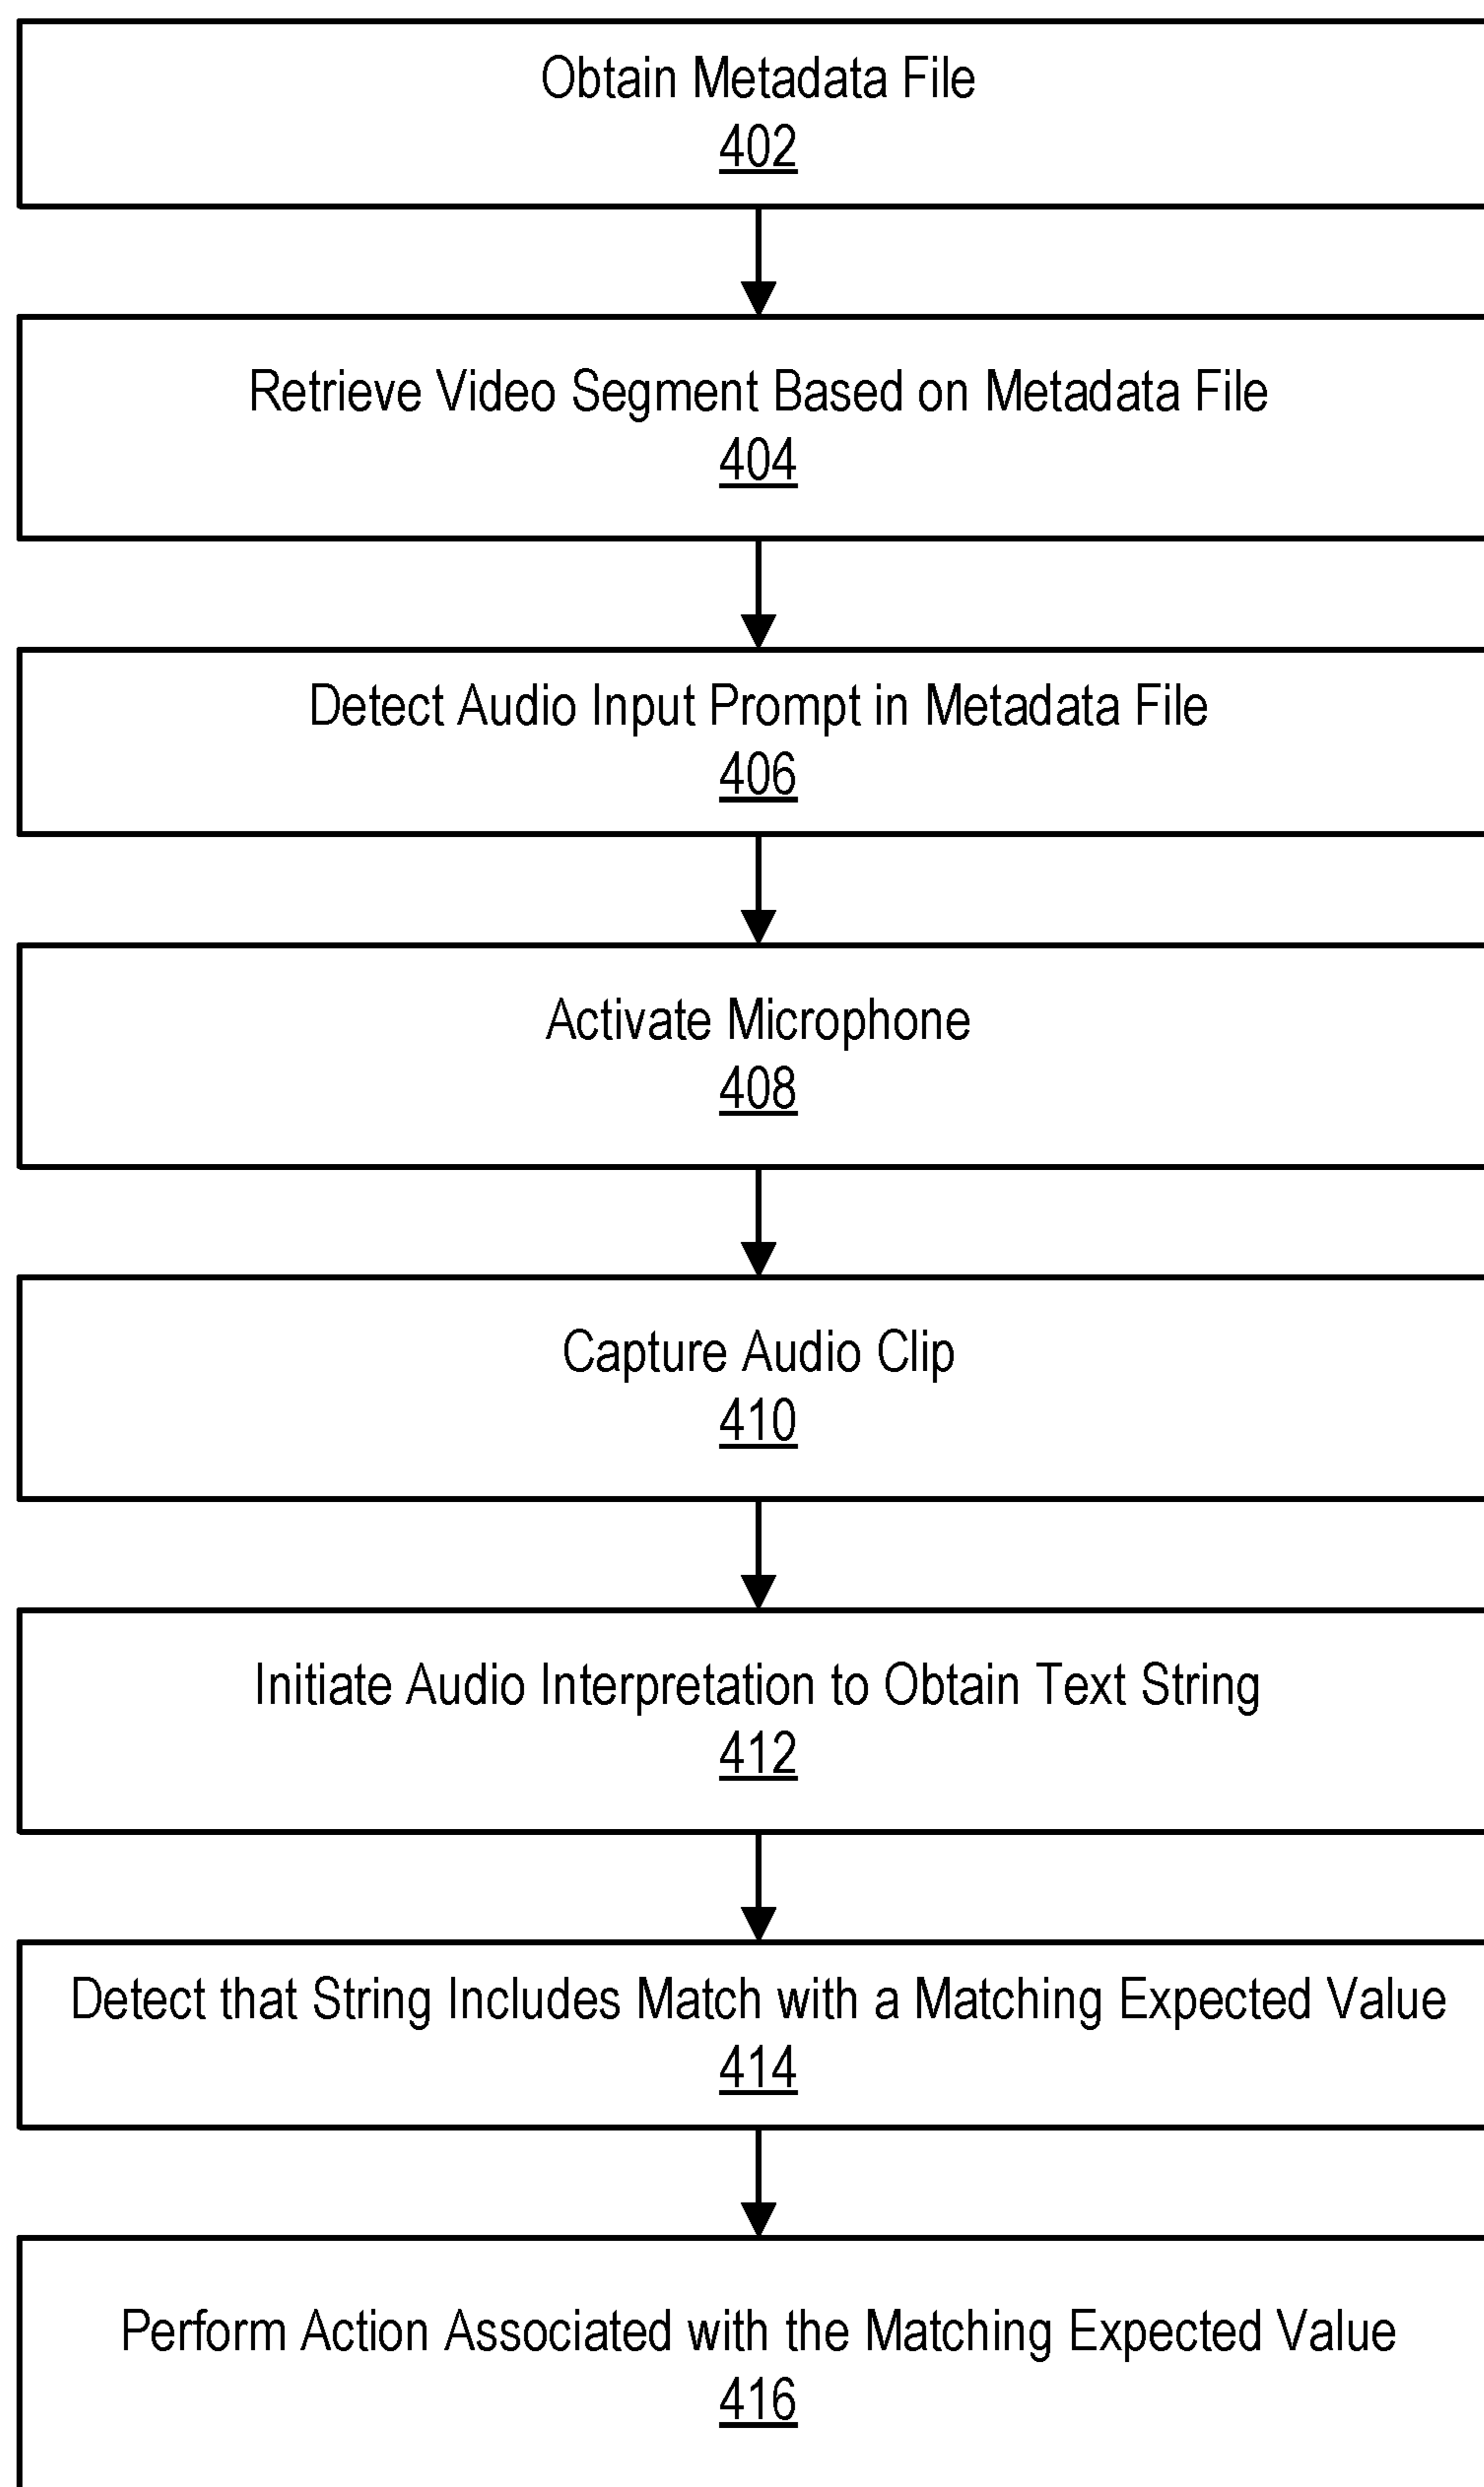 Obtain Metadata File
402
Retrieve Video Segment Based on Metadata File
404
Detect Audio Input Prompt in Metadata File
406
Activate Microphone
408
Capture Audio Clip
410
Initiate Audio Interpretation to Obtain Text String
412
Detect that String Includes Match with a Matching Expected Value
414
Perform Action Associated with the Matching Expected Value
416